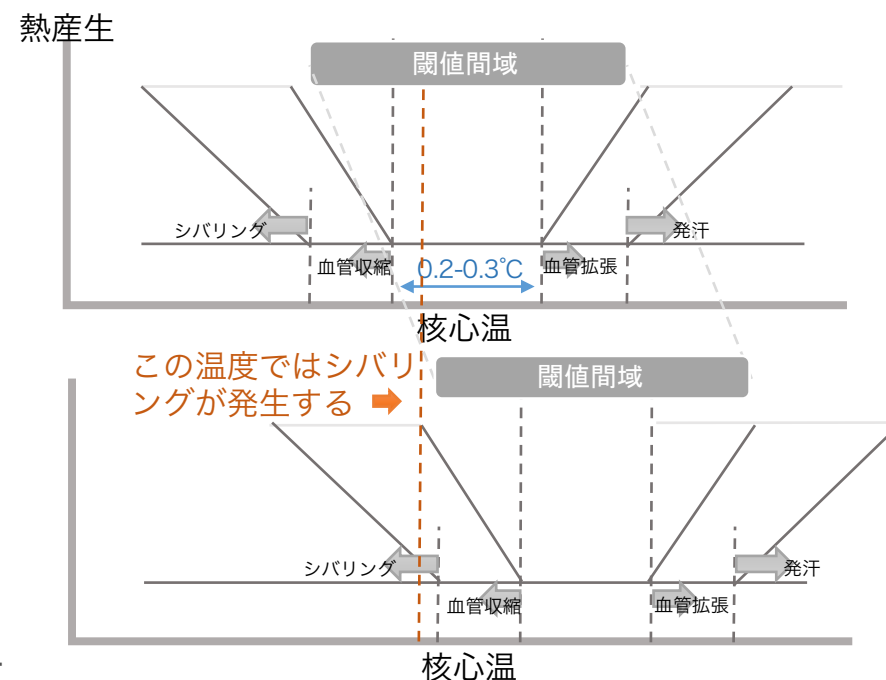 熱産生
閾値間域
シバリング
発汗
血管収縮
0.2-0.3℃
血管拡張
核心温
この温度ではシバリ
ングが発生する
閾値間域
シバリング
発汗
血管収縮
血管拡張
核心温